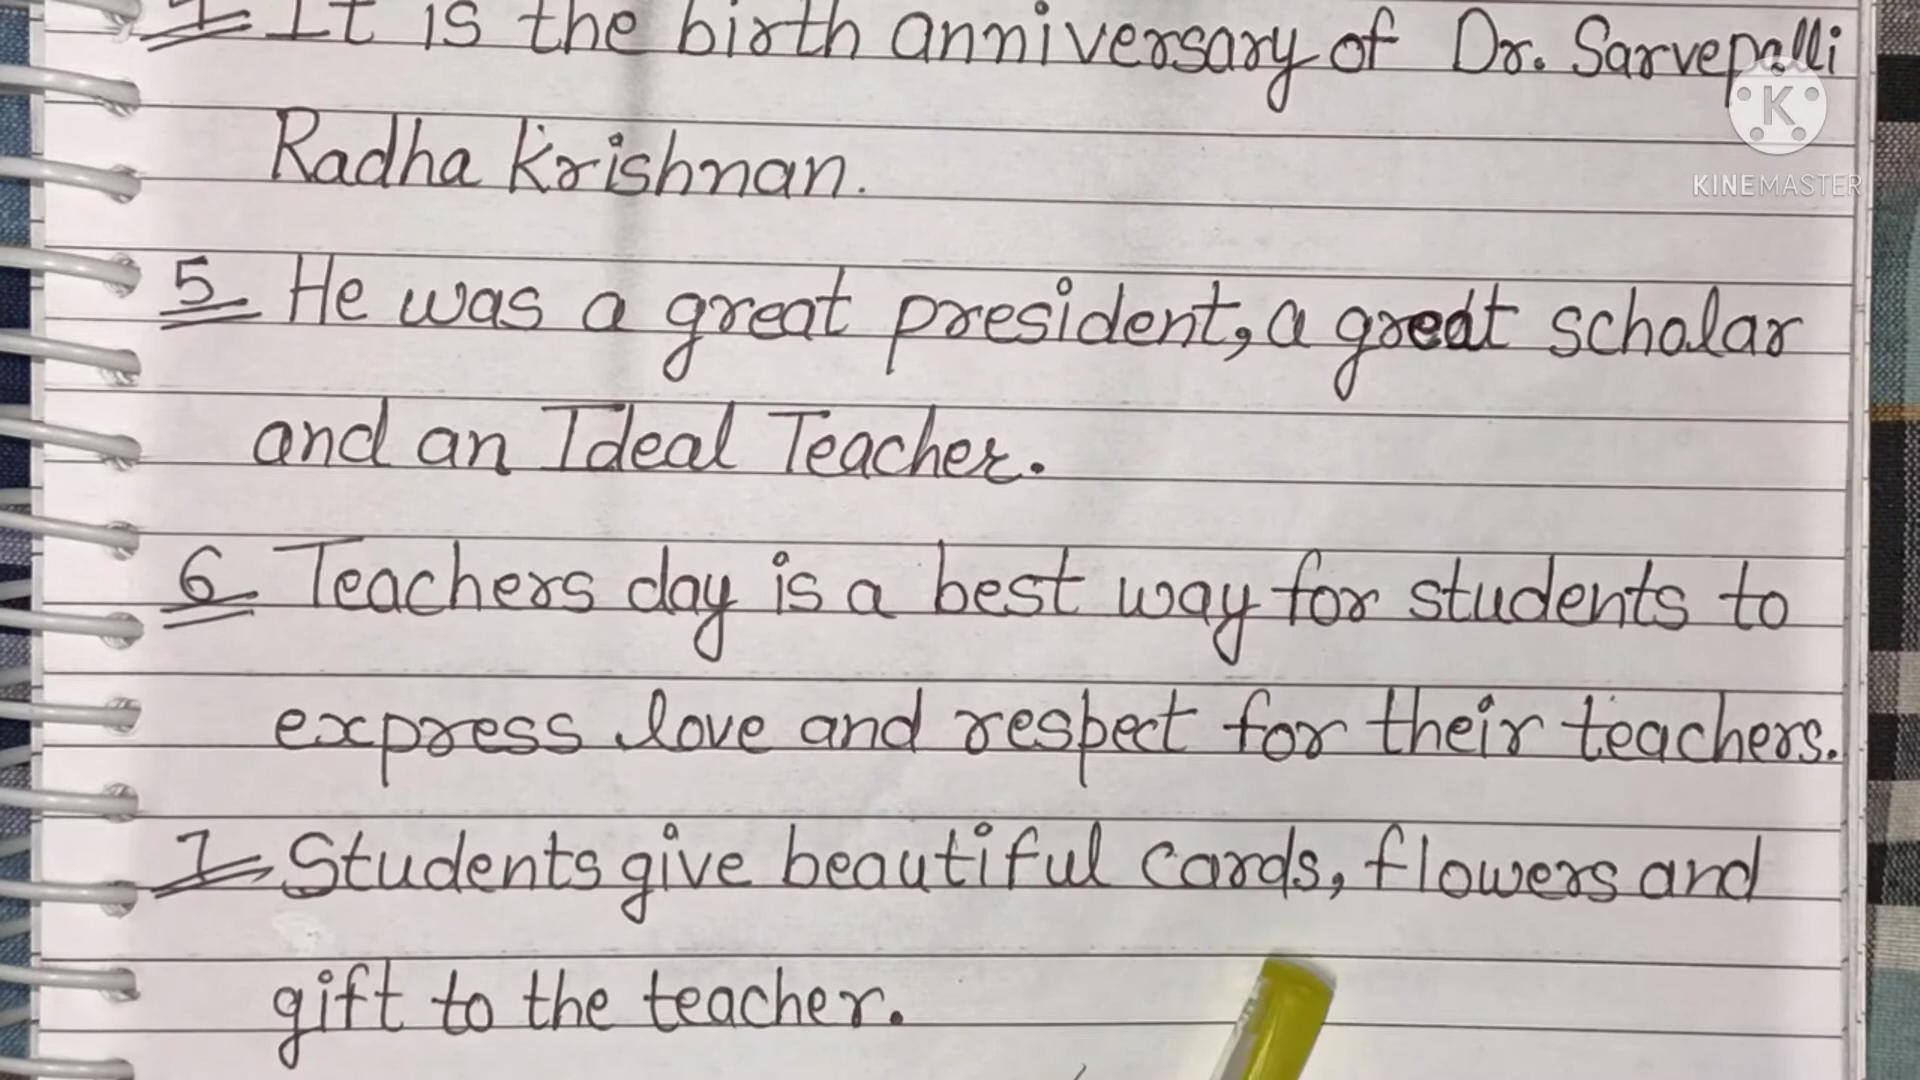 It is the birth anniversary of Dr. Sarvepalli
Radha Krishnan.
5 He was a great president, a great scholar
and an Ideal Teacher.
6 Teachers day is a best way for students to
express love and respect for their teachers.
7 Students give beautiful cards, flowers and
gift to the teacher.
K
KINEMASTER